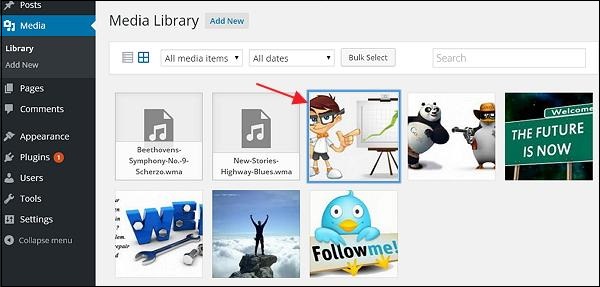 Posts
Media
Library
Add New
Pages
Comments
Appearance
Plugins 1
Users
Tools
Settings
Collapse menu
Media Library Add New
All media items All dates Bulk Select Search
Beethovens-
Symphony-No.-9-
Scherzo.wma
New-Stories-
Highway-Blues.wma
Welcome
THE FUTURE
IS NOW
WE
Follow me!